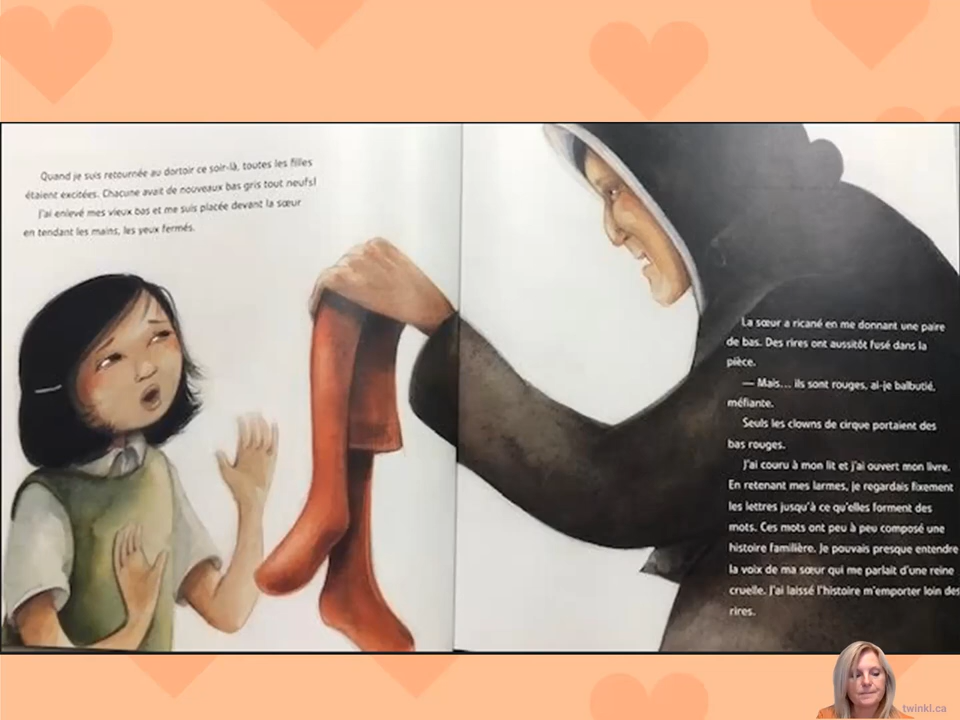 Quand je suis retournée au dortoir ce soir-là, toutes les filles
étaient excitées. Chacune avait de nouveaux bas gris tout neufs!
J'ai enlevé mes vieux bas et me suis placée devant la sœur
en tendant les mains, les yeux fermés.
La sœur a ricané en me donnant une paire
de bas. Des rires ont aussitôt fusé dans la
pièce.
— Mais... ils sont rouges, ai-je balbutié,
méfiante.
Seuls les clowns de cirque portaient des
bas rouges.
J'ai couru à mon lit et j'ai ouvert mon livre.
En retenant mes larmes, je regardais fixement
les lettres jusqu'à ce qu'elles forment des
mots. Ces mots ont peu à peu composé une
histoire familière. Je pouvais presque entendre
la voix de ma sœur qui me parlait d'une reine
cruelle. J'ai laissé l'histoire m'emporter loin des
rires.
twinkl.ca